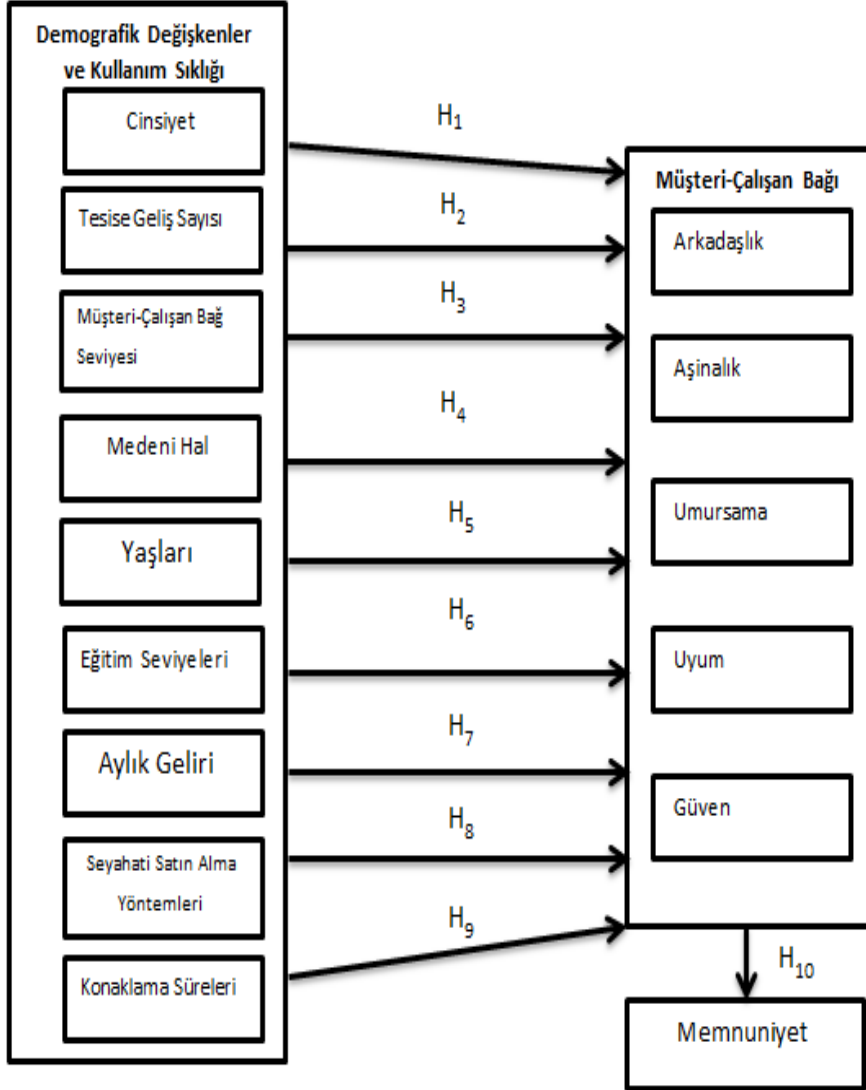 Demografik Değişkenler
ve Kullanım Sıklığı
Cinsiyet
Tesise Geliş Sayısı
Müşteri-Çalışan Bağ
Seviyesi
Medeni Hal
Yaşları
Eğitim Seviyeleri
Aylık Geliri
Seyahati Satın Alma
Yöntemleri
Konaklama Süreleri
H₁
H₂
H₃
H₄
H₅
H₆
H₇
H₈
H₉
Müşteri-Çalışan Bağı
Arkadaşlık
Aşinalık
Umursama
Uyum
Güven
H₁₀
Memnuniyet